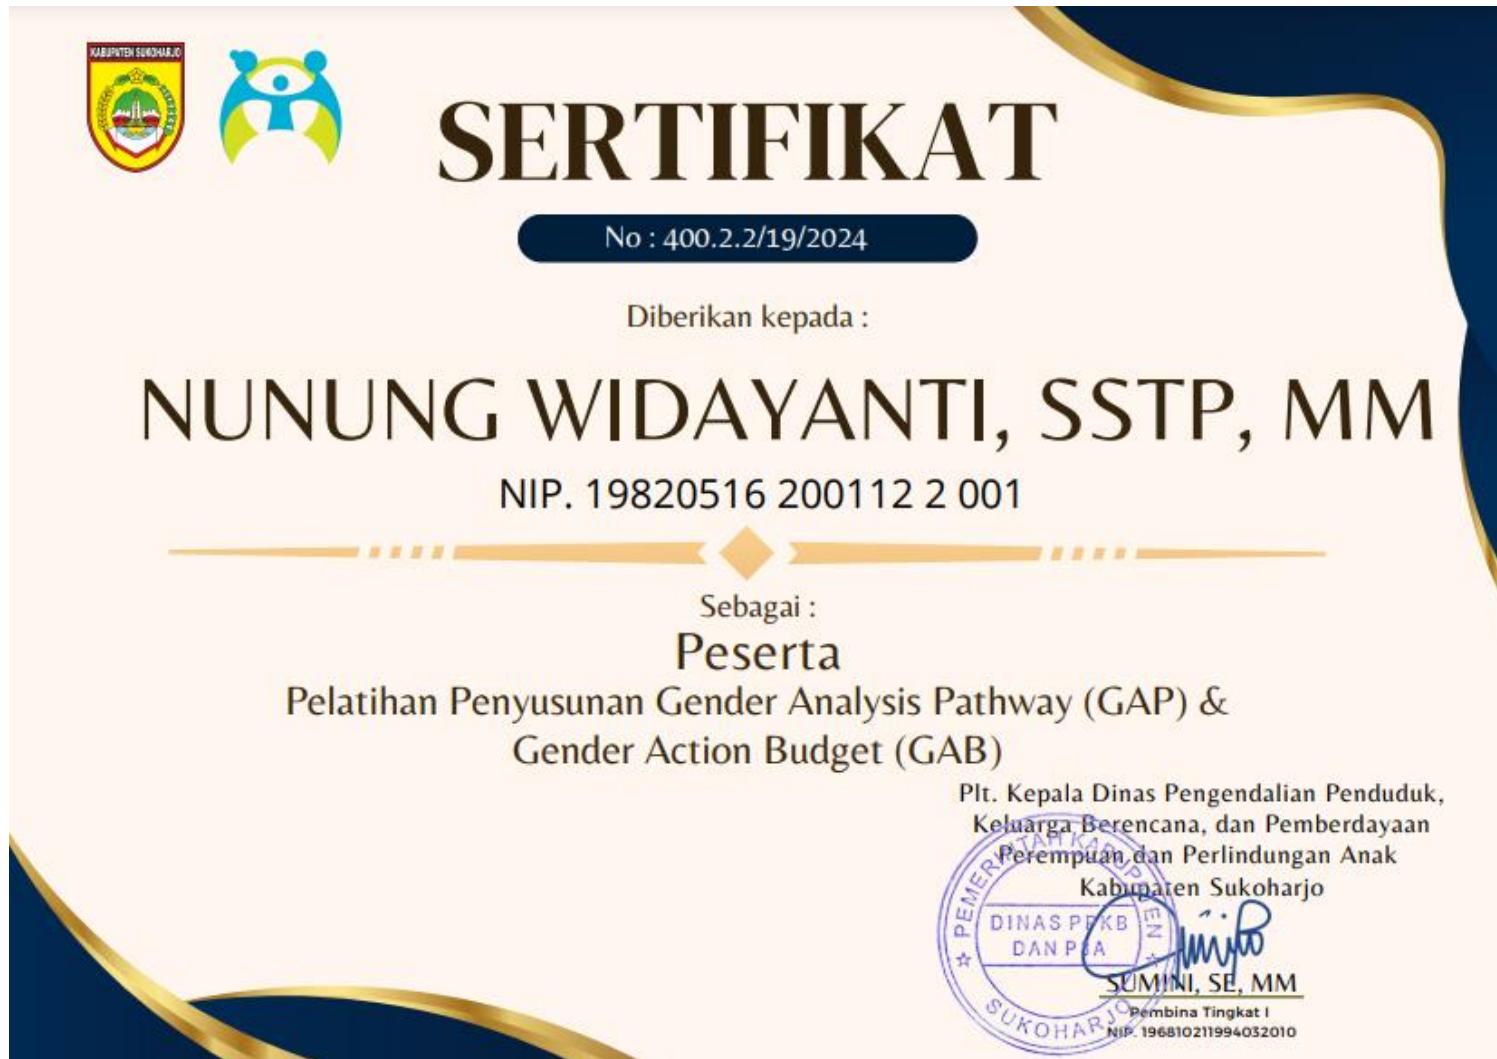 KABUPATEN SUKOHARJO
SERTIFIKAT
No : 400.2.2/19/2024
Diberikan kepada :
NUNUNG WIDAYANTI, SSTP, MM
NIP. 19820516 200112 2 001
Sebagai :
Peserta
Pelatihan Penyusunan Gender Analysis Pathway (GAP) &
Gender Action Budget (GAB)
Plt. Kepala Dinas Pengendalian Penduduk,
Keluarga Berencana, dan Pemberdayaan
Perempuan dan Perlindungan Anak
Kabupaten Sukoharjo
PEMERINTAH KABUPATEN
DINAS PPKB
DAN P3A
SUKOHARJO
SUMINI, SE, MM
Pembina Tingkat I
NIP. 196810211994032010